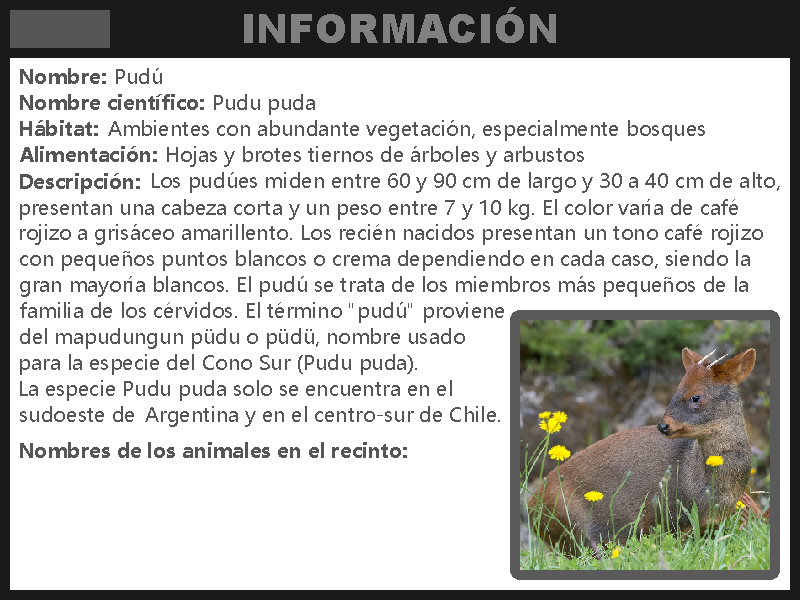 INFORMACIÓN
Nombre: Pudú
Nombre científico: Pudu puda
Hábitat: Ambientes con abundante vegetación, especialmente bosques
Alimentación: Hojas y brotes tiernos de árboles y arbustos
Descripción: Los pudúes miden entre 60 y 90 cm de largo y 30 a 40 cm de alto,
presentan una cabeza corta y un peso entre 7 y 10 kg. El color varía de café
rojizo a grisáceo amarillento. Los recién nacidos presentan un tono café rojizo
con pequeños puntos blancos o crema dependiendo en cada caso, siendo la
gran mayoría blancos. El pudú se trata de los miembros más pequeños de la
familia de los cérvidos. El término "pudú" proviene
del mapudungun püdu o püdü, nombre usado
para la especie del Cono Sur (Pudu puda).
La especie Pudu puda solo se encuentra en el
sudoeste de Argentina y en el centro-sur de Chile.
Nombres de los animales en el recinto: